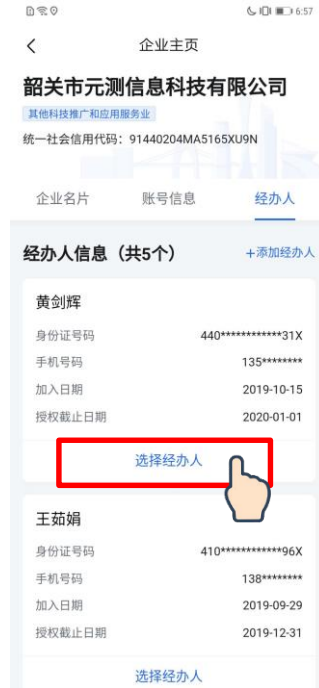 6:57
企业主页
韶关市元测信息科技有限公司
其他科技推广和应用服务业
统一社会信用代码：91440204MA5165XU9N
企业名片 账号信息 经办人
经办人信息（共5个） +添加经办人
黄剑辉
身份证号码 440************31X
手机号码 135********
加入日期 2019-10-15
授权截止日期 2020-01-01
选择经办人
王茹娟
身份证号码 410************96X
手机号码 138********
加入日期 2019-09-29
授权截止日期 2019-12-31
选择经办人